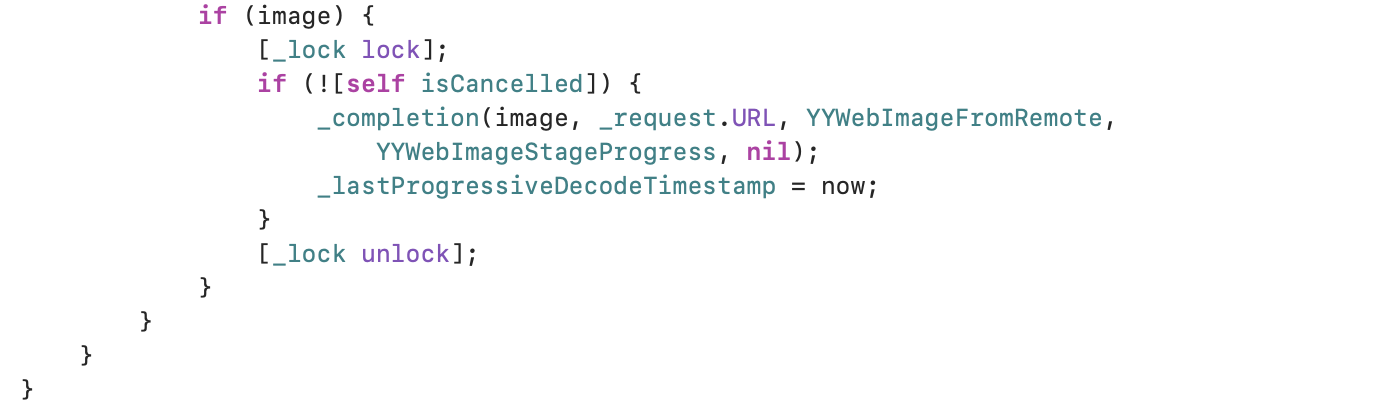 if (image) {
[_lock lock];
if (![self isCancelled]) {
_completion(image, _request.URL, YYWebImageFromRemote,
YYWebImageStageProgress, nil);
_lastProgressiveDecodeTimestamp = now;
}
[_lock unlock];
}
}
}
}